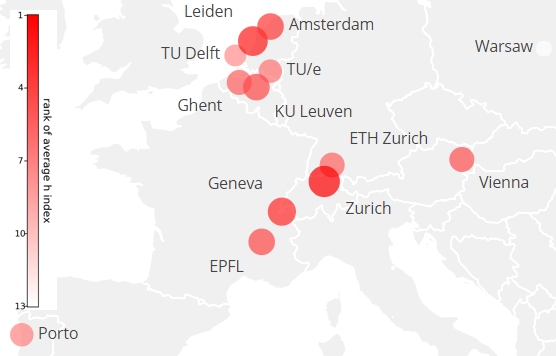 Leiden
1
Amsterdam
Warsaw
TU Delft
TU/e
4
Ghent
KU Leuven
ETH Zurich
7
rank of average h index
Geneva
Vienna
Zurich
10
EPFL
13
Porto